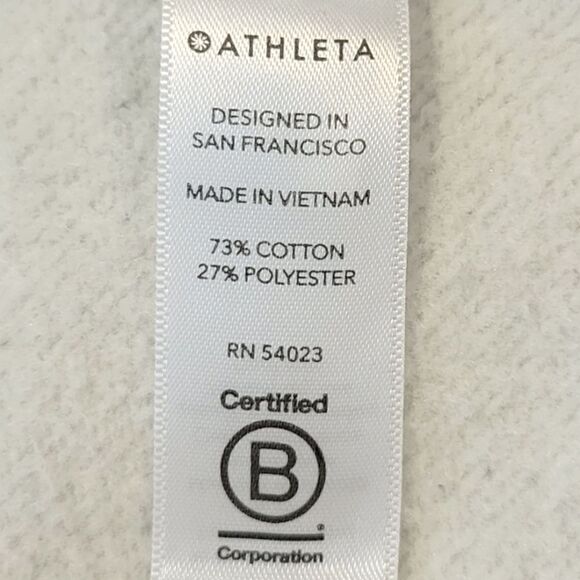 ATHLETA
DESIGNED IN
SAN FRANCISCO
MADE IN VIETNAM
73% COTTON
27% POLYESTER
RN 54023
Certified
B
®
Corporation